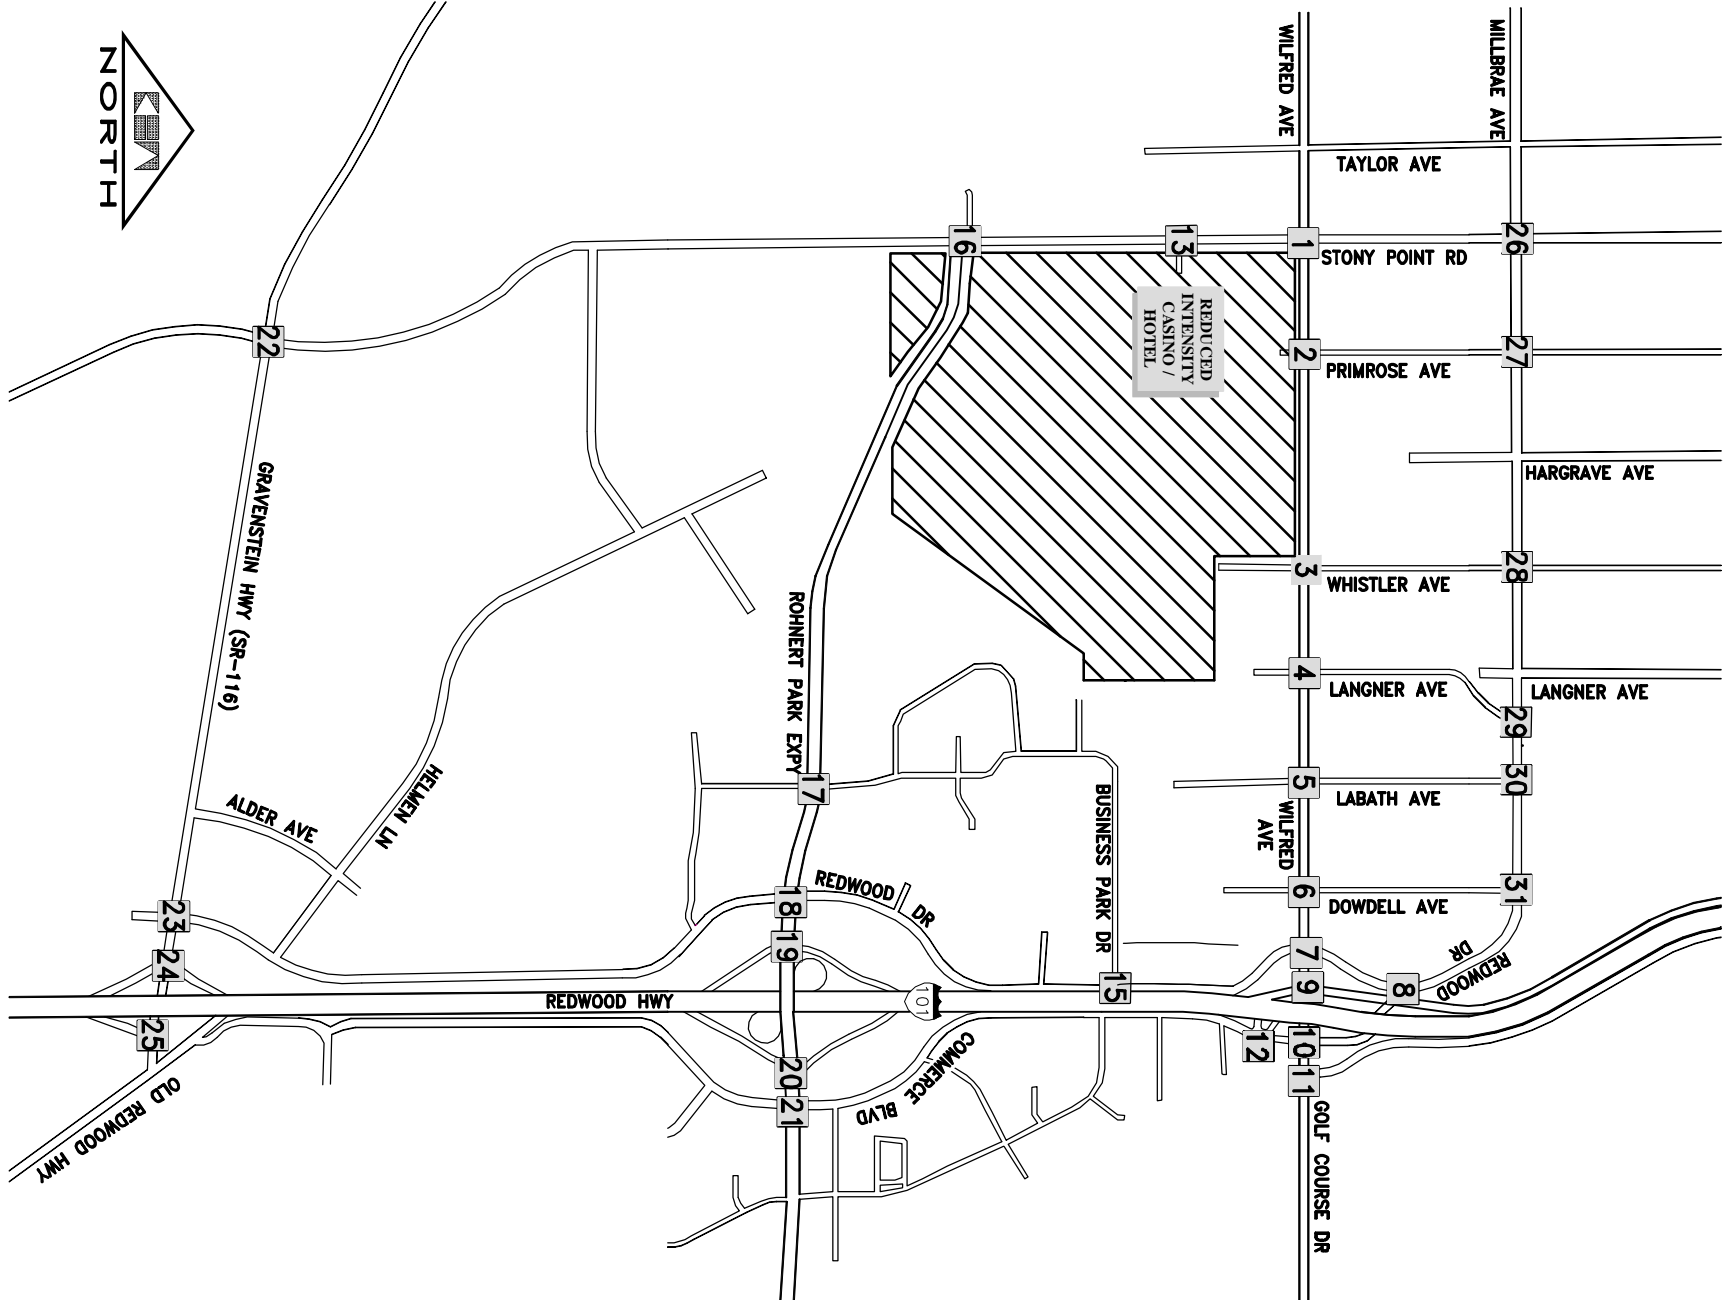 NORTH
WILFRED AVE
MILLBRAE AVE
TAYLOR AVE
16
13
1
26
STONY POINT RD
REDUCED
INTENSITY
CASINO /
HOTEL
22
2
27
PRIMROSE AVE
HARGRAVE AVE
GRAVENSTEIN HWY (SR-116)
3
28
WHISTLER AVE
ROHNERT PARK EXPY
4
LANGNER AVE
LANGNER AVE
29
17
5
30
LABATH AVE
HELMEN LN
ALDER AVE
BUSINESS PARK DR
WILFRED
AVE
18
REDWOOD DR
6
31
DOWDELL AVE
23
19
7
24
REDWOOD HWY
101
15
9
8
REDWOOD
DR
25
12
10
20
COMMERCE BLVD
11
21
OLD REDWOOD HWY
GOLF COURSE DR